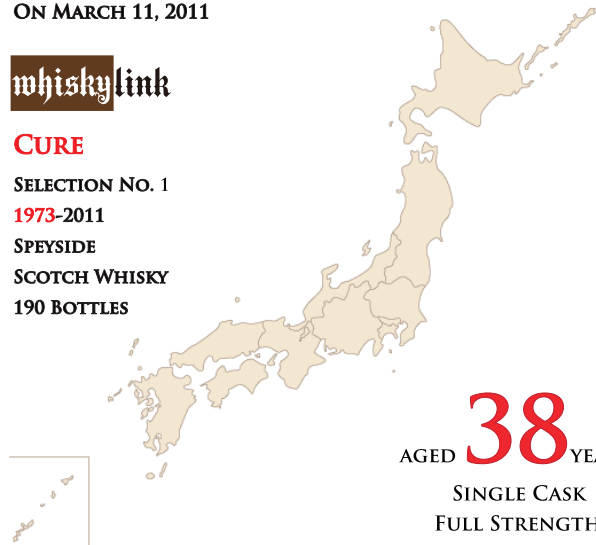 On March 11, 2011
whiskylink
Cure
Selection No. 1
1973-2011
Speyside
Scotch Whisky
190 Bottles
aged 38 yea
Single Cask
Full Strength